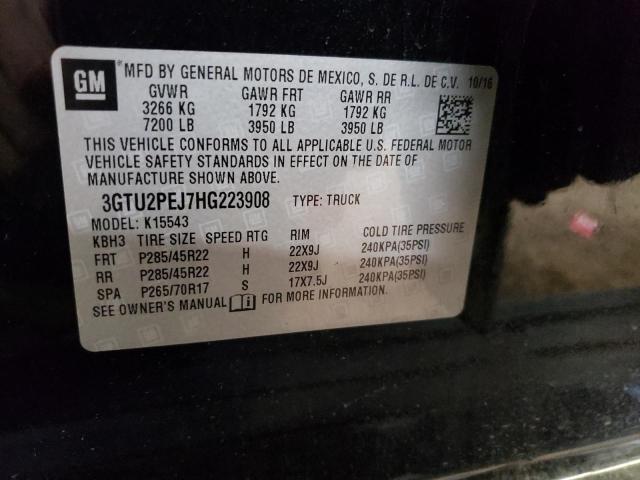 GM
*MFD BY GENERAL MOTORS DE MEXICO, S. DE R.L. DE C.V. 10/16
GVWR GAWR FRT GAWR RR
3266 KG 1792 KG 1792 KG
7200 LB 3950 LB 3950 LB
THIS VEHICLE CONFORMS TO ALL APPLICABLE U.S. FEDERAL MOTOR
VEHICLE SAFETY STANDARDS IN EFFECT ON THE DATE OF
MANUFACTURE SHOWN ABOVE.
3GTU2PEJ7HG223908 TYPE: TRUCK
MODEL: K15543
KBH3 TIRE SIZE SPEED RTG RIM COLD TIRE PRESSURE
FRT P285/45R22 H 22X9J 240KPA(35PSI)
RR P285/45R22 H 22X9J 240KPA(35PSI)
SPA P265/70R17 S 17X7.5J 240KPA(35PSI)
SEE OWNER'S MANUAL FOR MORE INFORMATION.